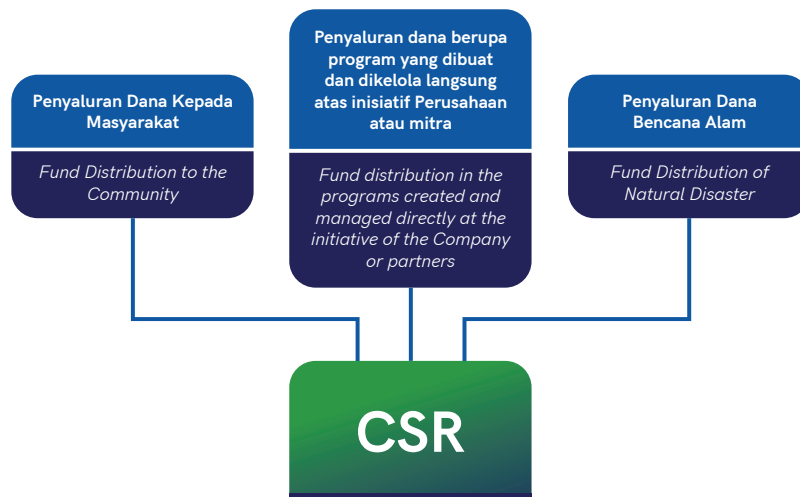 Penyaluran Dana Kepada
Masyarakat
Fund Distribution to the
Community
Penyaluran dana berupa
program yang dibuat
dan dikelola langsung
atas inisiatif Perusahaan
atau mitra
Fund distribution in the
programs created and
managed directly at the
initiative of the Company
or partners
Penyaluran Dana
Bencana Alam
Fund Distribution of
Natural Disaster
CSR